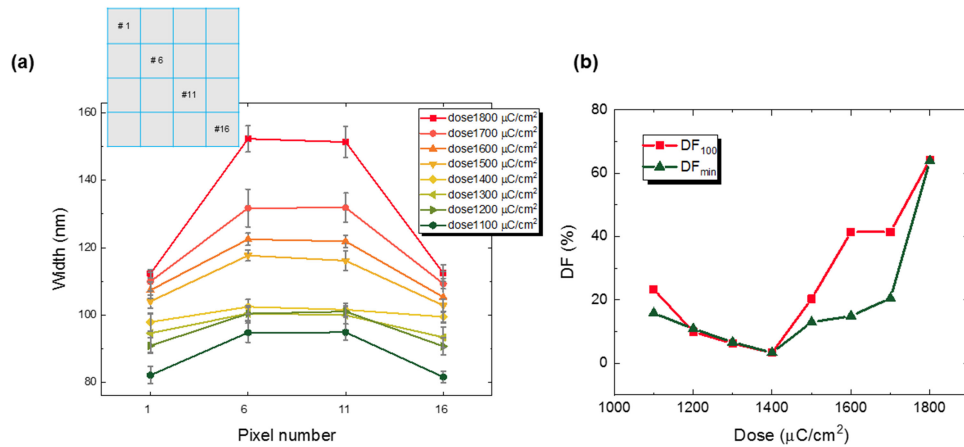 (a)
# 1
# 6
#11
#16
160
140
120
100
80
Width (nm)
1
6
11
16
Pixel number
dose1800 μC/cm²
dose1700 μC/cm²
dose1600 μC/cm²
dose1500 μC/cm²
dose1400 μC/cm²
dose1300 μC/cm²
dose1200 μC/cm²
dose1100 μC/cm²
(b)
80
60
40
20
0
DF (%)
DF₁₀₀
DFmin
1000
1200
1400
1600
1800
2000
Dose (μC/cm²)